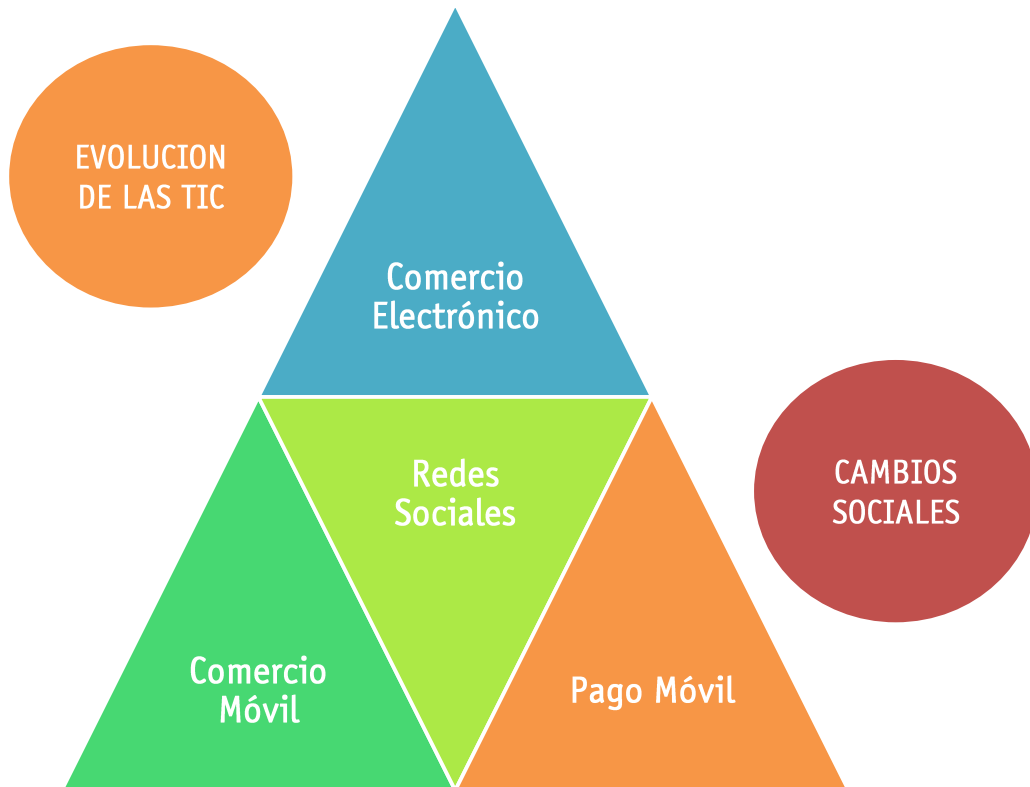 EVOLUCION
DE LAS TIC
Comercio
Electrónico
Redes
Sociales
CAMBIOS
SOCIALES
Comercio
Móvil
Pago Móvil